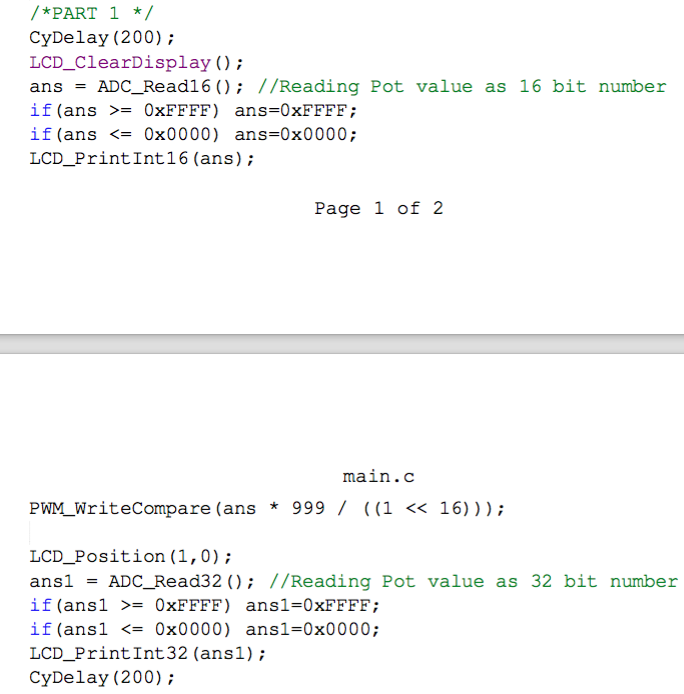 /*PART 1 */
CyDelay(200);
LCD_ClearDisplay();
ans = ADC_Read16(); //Reading Pot value as 16 bit number
if(ans >= 0xFFFF) ans=0xFFFF;
if(ans <= 0x0000) ans=0x0000;
LCD_PrintInt16(ans);
Page 1 of 2
main.c
PWM_WriteCompare(ans * 999 / ((1 << 16)));
LCD_Position(1,0);
ans1 = ADC_Read32(); //Reading Pot value as 32 bit number
if(ans1 >= 0xFFFF) ans1=0xFFFF;
if(ans1 <= 0x0000) ans1=0x0000;
LCD_PrintInt32(ans1);
CyDelay(200);